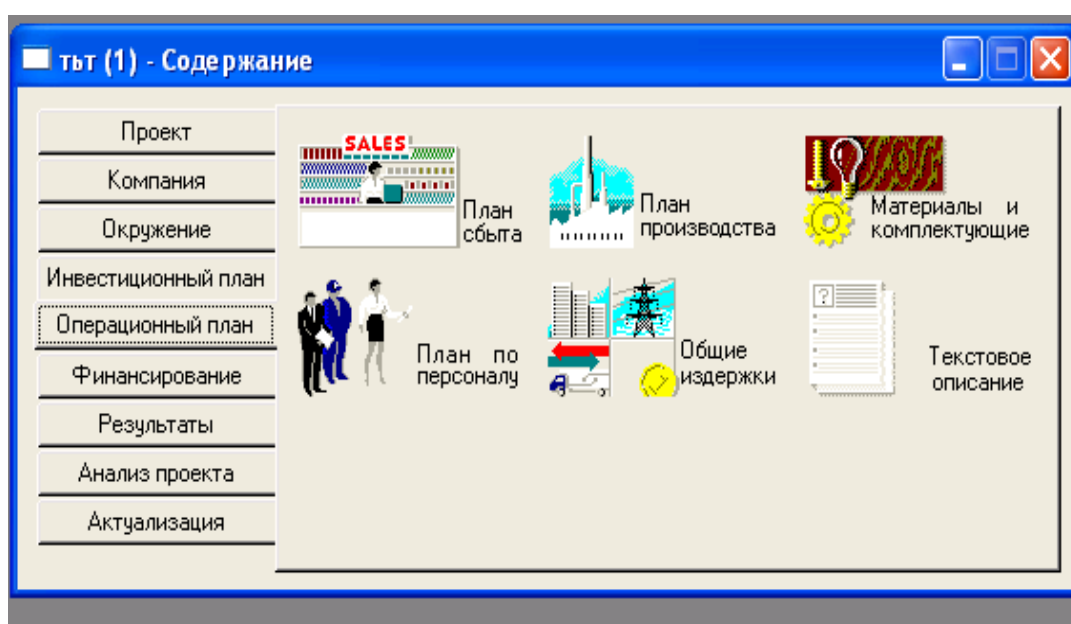 тьт (1) - Содержание
Проект
Компания
Окружение
Инвестиционный план
Операционный план
Финансирование
Результаты
Анализ проекта
Актуализация
SALES
План
сбыта
План
производства
Материалы и
комплектующие
План по
персоналу
Общие
издержки
?
Текстовое
описание